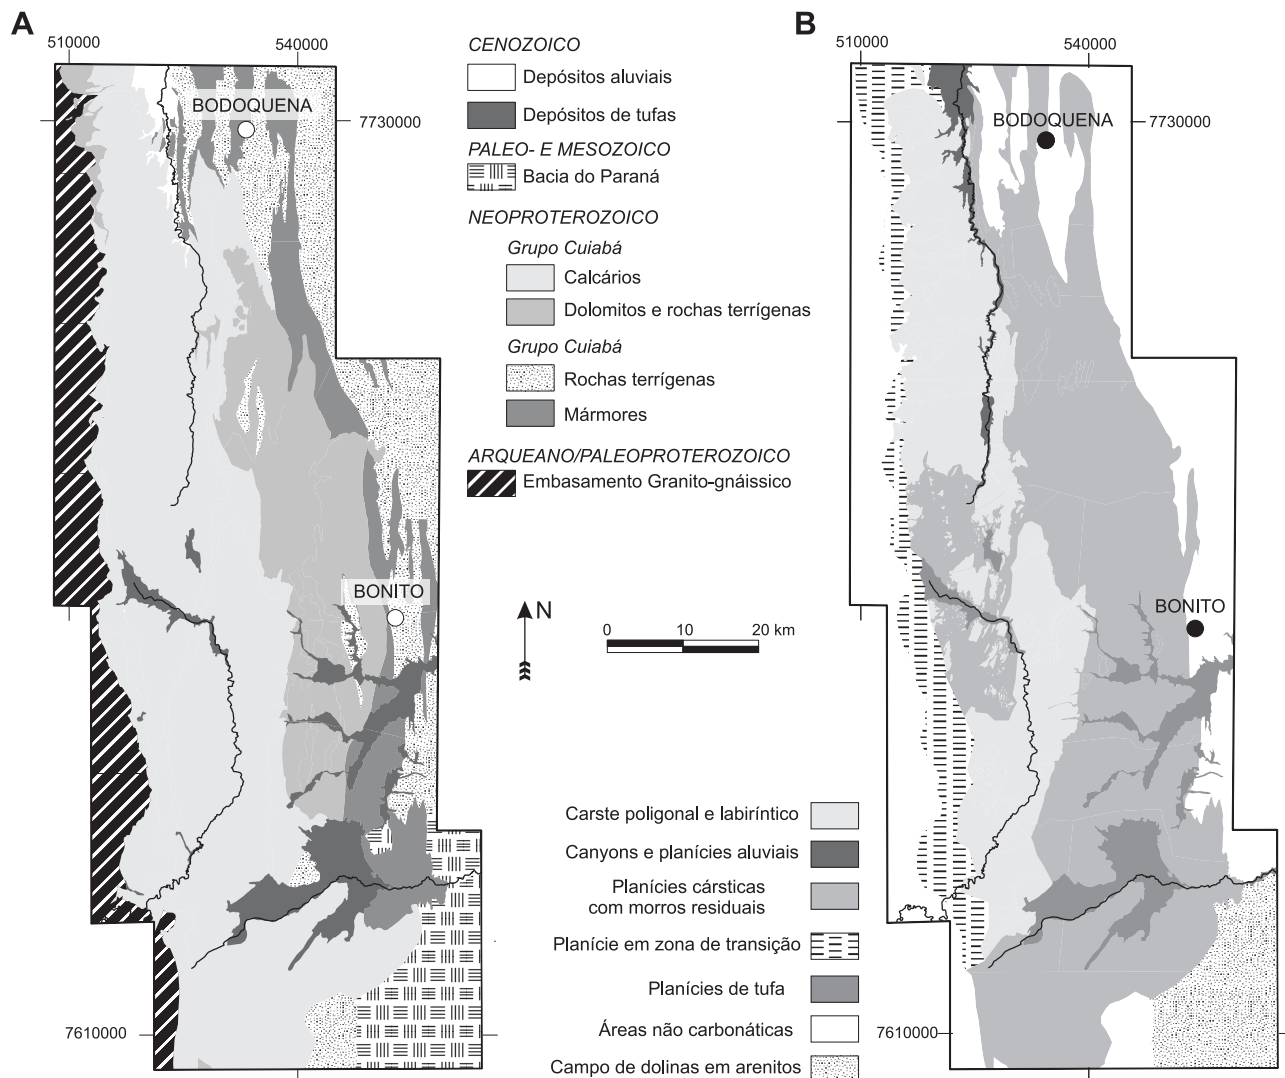 A
510000
540000
BODOQUENA
7730000
BONITO
7610000
CENOZOICO
Depósitos aluviais
Depósitos de tufas
PALEO- E MESOZOICO
Bacia do Paraná
NEOPROTEROZOICO
Grupo Cuiabá
Calcários
Dolomitos e rochas terrígenas
Grupo Cuiabá
Rochas terrígenas
Mármores
ARQUEANO/PALEOPROTEROZOICO
Embasamento Granito-gnáissico
N
0 10 20 km
Carste poligonal e labiríntico
Canyons e planícies aluviais
Planícies cársticas
com morros residuais
Planície em zona de transição
Planícies de tufa
Áreas não carbonáticas
Campo de dolinas em arenitos
B
510000
540000
BODOQUENA
7730000
BONITO
7610000